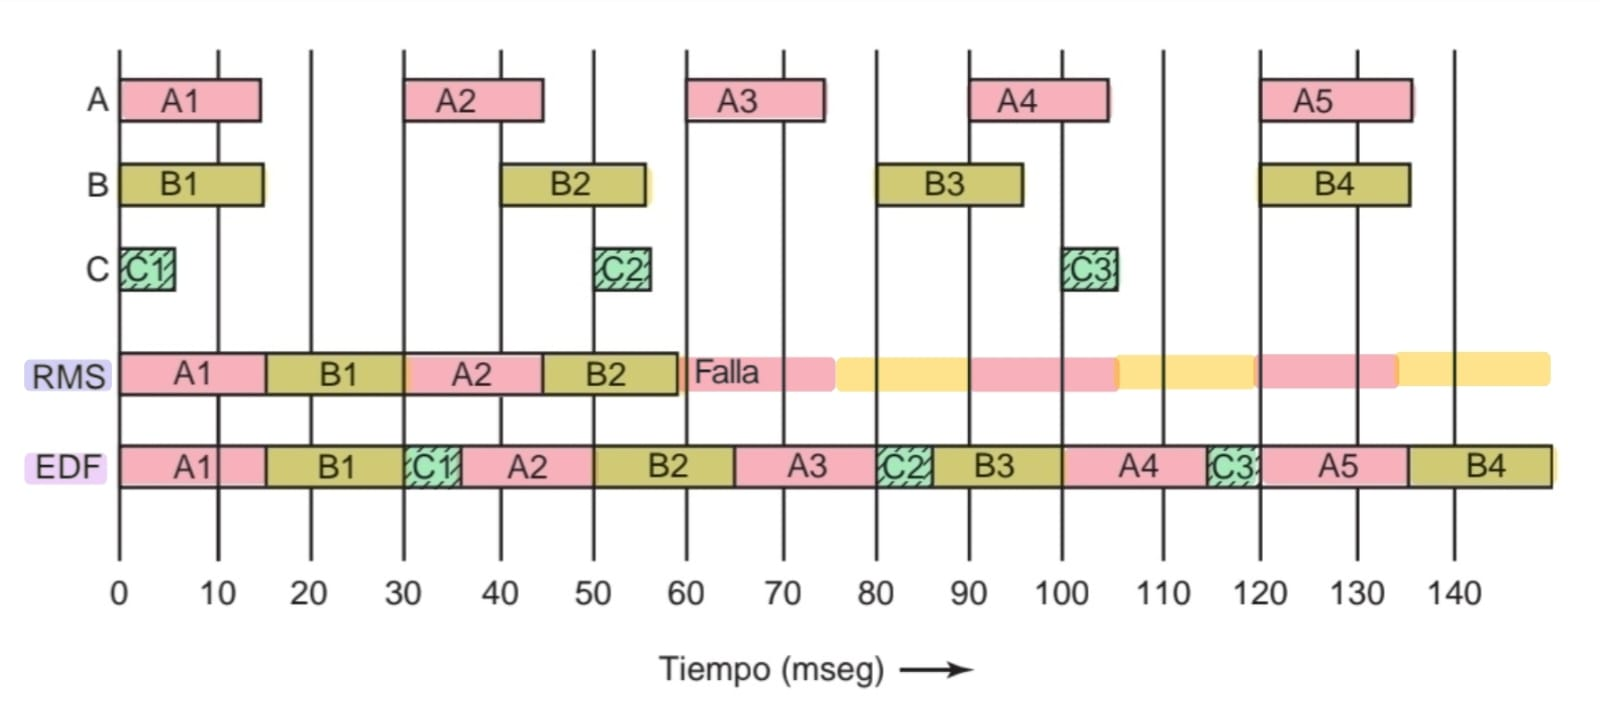 A A1 A2 A3 A4 A5
B B1 B2 B3 B4
C C1 C2 C3
RMS A1 B1 A2 B2 Falla
EDF A1 B1 C1 A2 B2 A3 C2 B3 A4 C3 A5 B4
0 10 20 30 40 50 60 70 80 90 100 110 120 130 140
Tiempo (mseg)